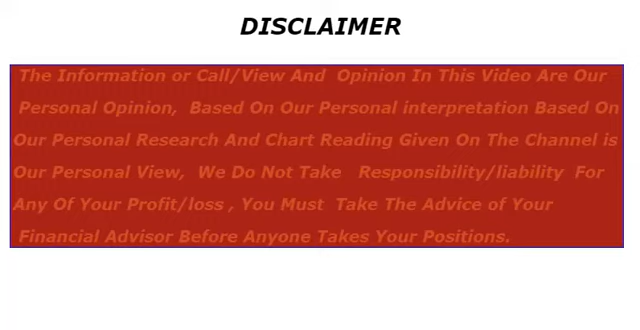 DISCLAIMER
The Information or Call/View And Opinion In This Video Are Our
Personal Opinion, Based On Our Personal interpretation Based On
Our Personal Research And Chart Reading Given On The Channel is
Our Personal View, We Do Not Take Responsibility/liability For
Any Of Your Profit/loss , You Must Take The Advice of Your
Financial Advisor Before Anyone Takes Your Positions.